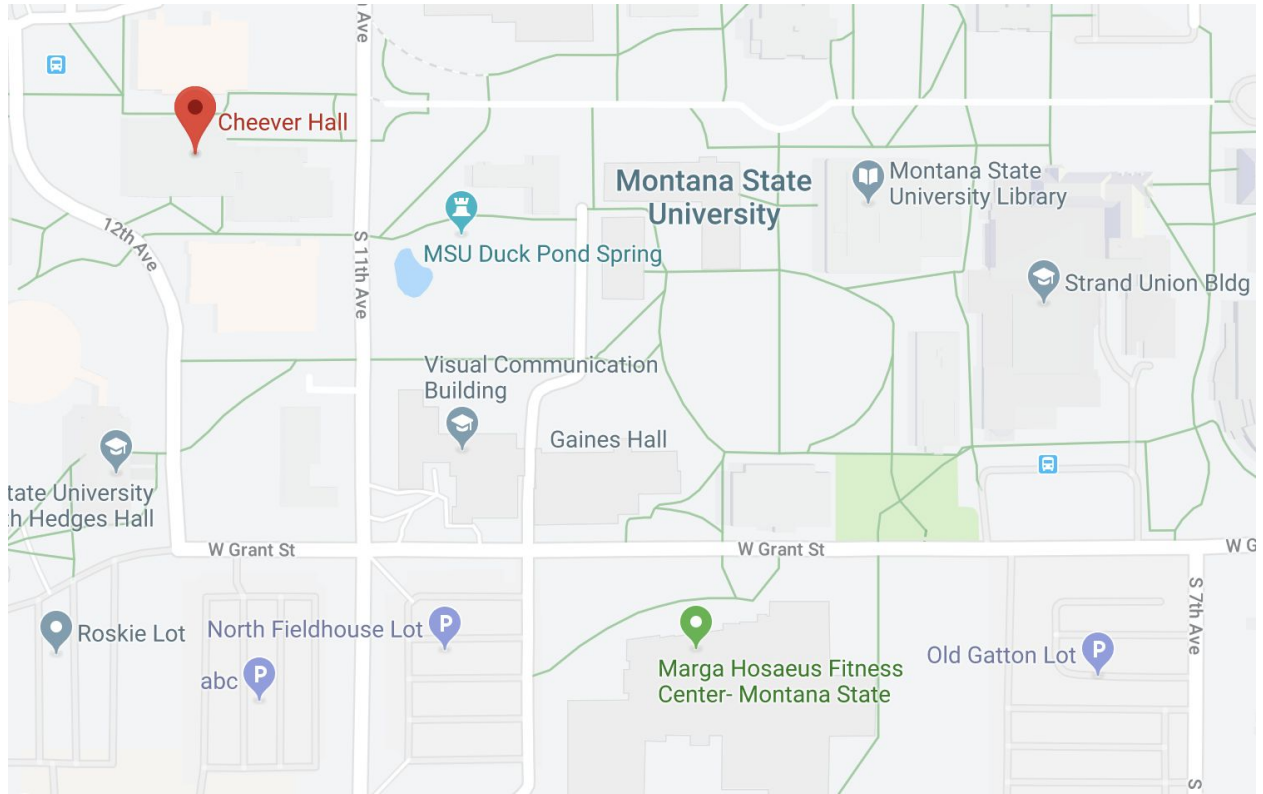 Ave
Cheever Hall
Montana State
University
Montana State
University Library
12th Ave
S 11th Ave
MSU Duck Pond Spring
Strand Union Bldg
Visual Communication
Building
Gaines Hall
tate University
th Hedges Hall
W Grant St
W Grant St
W G
Roskie Lot
North Fieldhouse Lot
P
abc
P
Marga Hosaeus Fitness
Center- Montana State
Old Gatton Lot
P
S 7th Ave
S